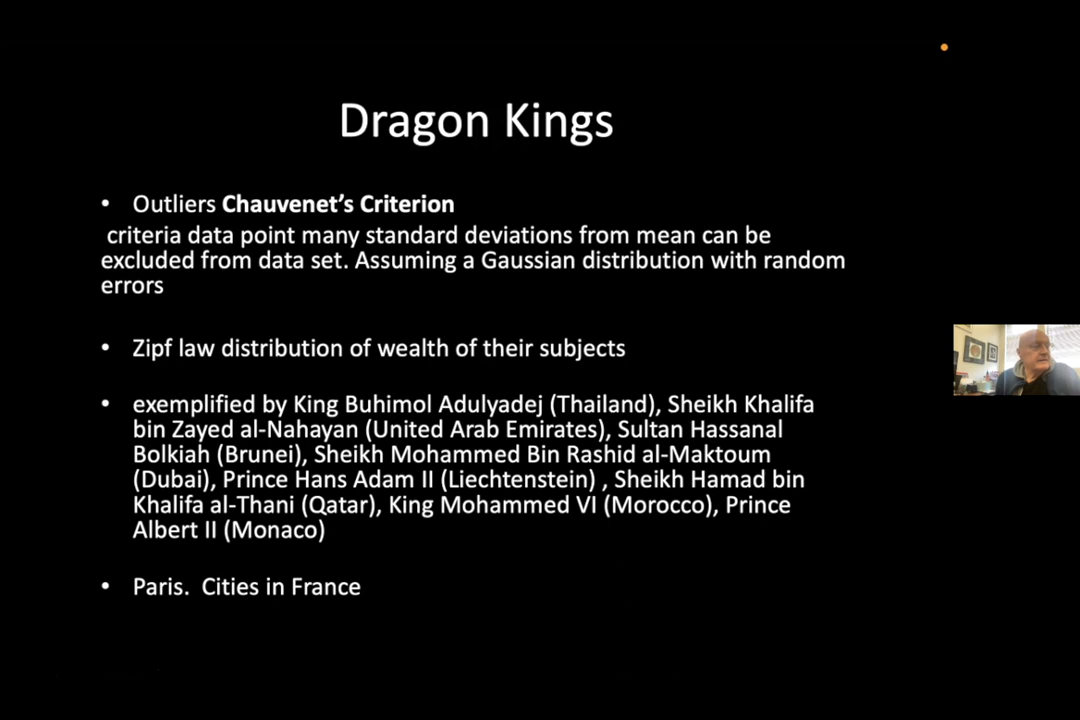 Dragon Kings
• Outliers Chauvenet’s Criterion
criteria data point many standard deviations from mean can be
excluded from data set. Assuming a Gaussian distribution with random
errors
• Zipf law distribution of wealth of their subjects
• exemplified by King Buhimol Adulyadej (Thailand), Sheikh Khalifa
bin Zayed al-Nahayan (United Arab Emirates), Sultan Hassanal
Bolkiah (Brunei), Sheikh Mohammed Bin Rashid al-Maktoum
(Dubai), Prince Hans Adam II (Liechtenstein) , Sheikh Hamad bin
Khalifa al-Thani (Qatar), King Mohammed VI (Morocco), Prince
Albert II (Monaco)
• Paris.  Cities in France